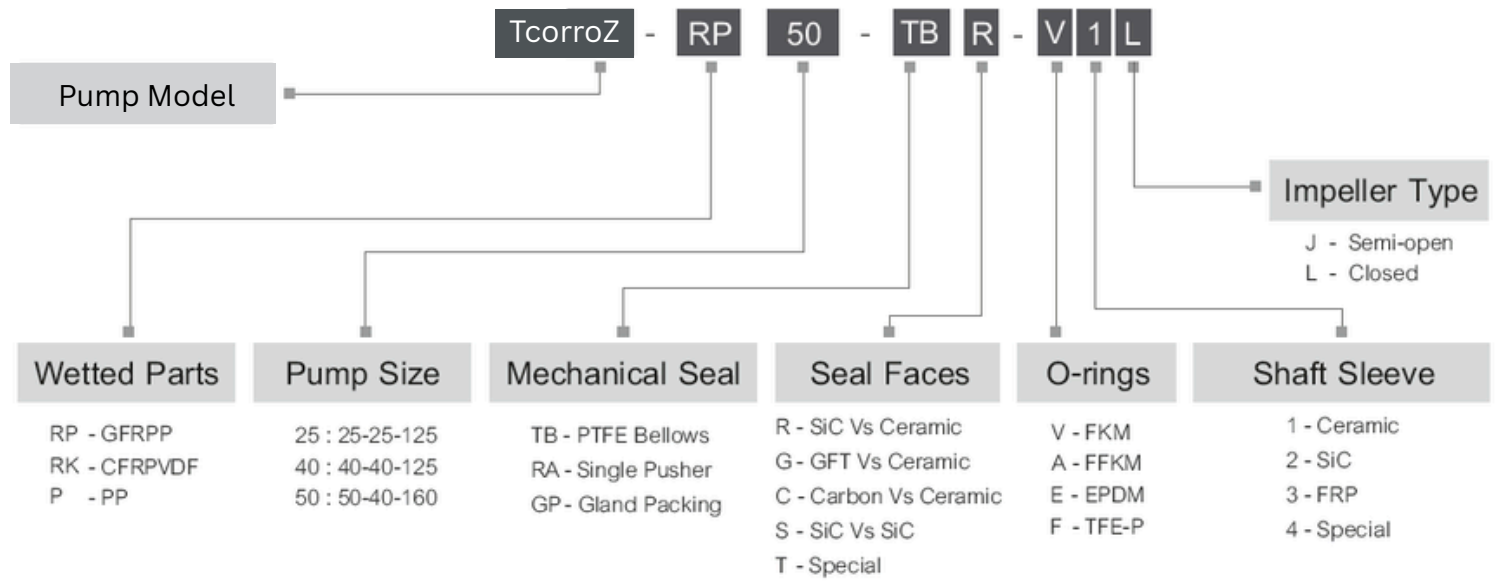 TcorroZ - RP 50 - TB R - V 1 L
Pump Model
Impeller Type
J - Semi-open
L - Closed
Wetted Parts
RP - GFRPP
RK - CFRPVDF
P - PP
Pump Size
25 : 25-25-125
40 : 40-40-125
50 : 50-40-160
Mechanical Seal
TB - PTFE Bellows
RA - Single Pusher
GP - Gland Packing
Seal Faces
R - SiC Vs Ceramic
G - GFT Vs Ceramic
C - Carbon Vs Ceramic
S - SiC Vs SiC
T - Special
O-rings
V - FKM
A - FFKM
E - EPDM
F - TFE-P
Shaft Sleeve
1 - Ceramic
2 - SiC
3 - FRP
4 - Special